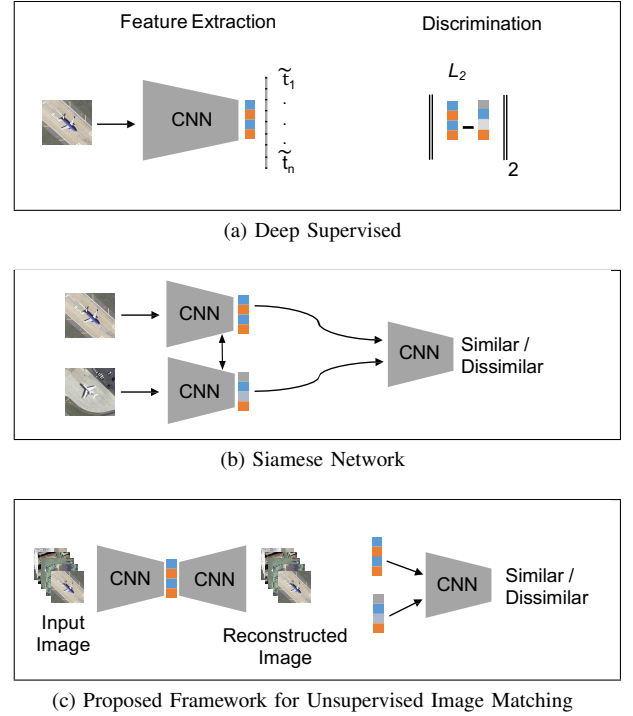 Feature Extraction
Discrimination
CNN
t̃₁
.
.
.
.
t̃ₙ
L₂
‖ - ‖₂
(a) Deep Supervised
CNN
CNN
CNN
Similar /
Dissimilar
(b) Siamese Network
CNN
CNN
CNN
Input
Image
Reconstructed
Image
Similar /
Dissimilar
(c) Proposed Framework for Unsupervised Image Matching